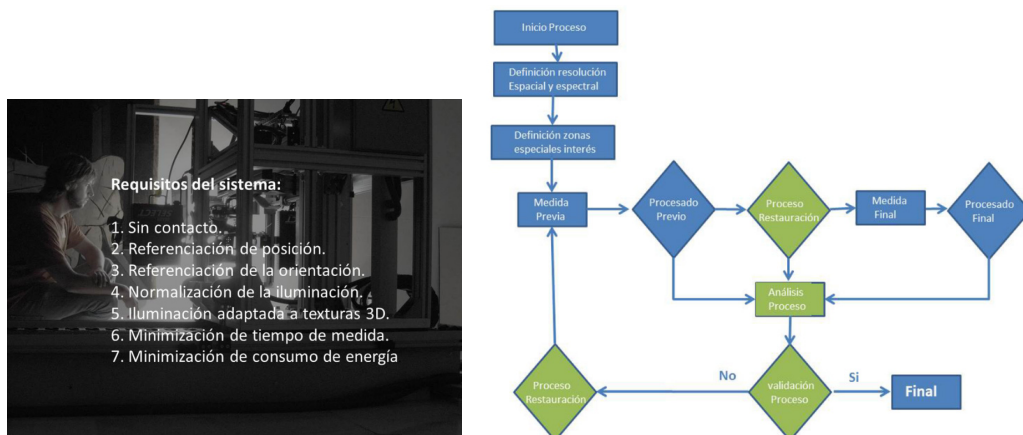 Requisitos del sistema:
1. Sin contacto.
2. Referenciación de posición.
3. Referenciación de la orientación.
4. Normalización de la iluminación.
5. Iluminación adaptada a texturas 3D.
6. Minimización de tiempo de medida.
7. Minimización de consumo de energía
Inicio Proceso
Definición resolución
Espacial y espectral
Definición zonas
especiales interés
Medida
Previa
Procesado
Previo
Proceso
Restauración
Medida
Final
Procesado
Final
Análisis
Proceso
validación
Proceso
No
Si
Proceso
Restauración
Final